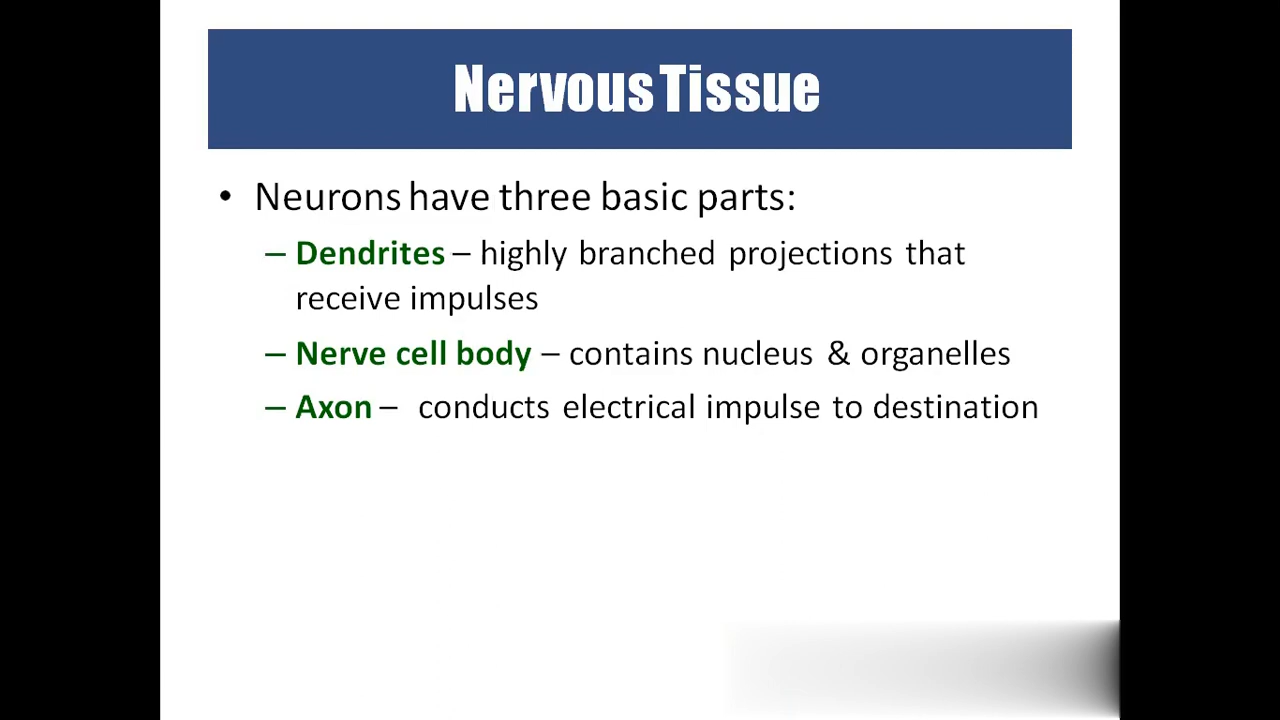 Nervous Tissue
• Neurons have three basic parts:
– Dendrites – highly branched projections that
receive impulses
– Nerve cell body – contains nucleus & organelles
– Axon – conducts electrical impulse to destination